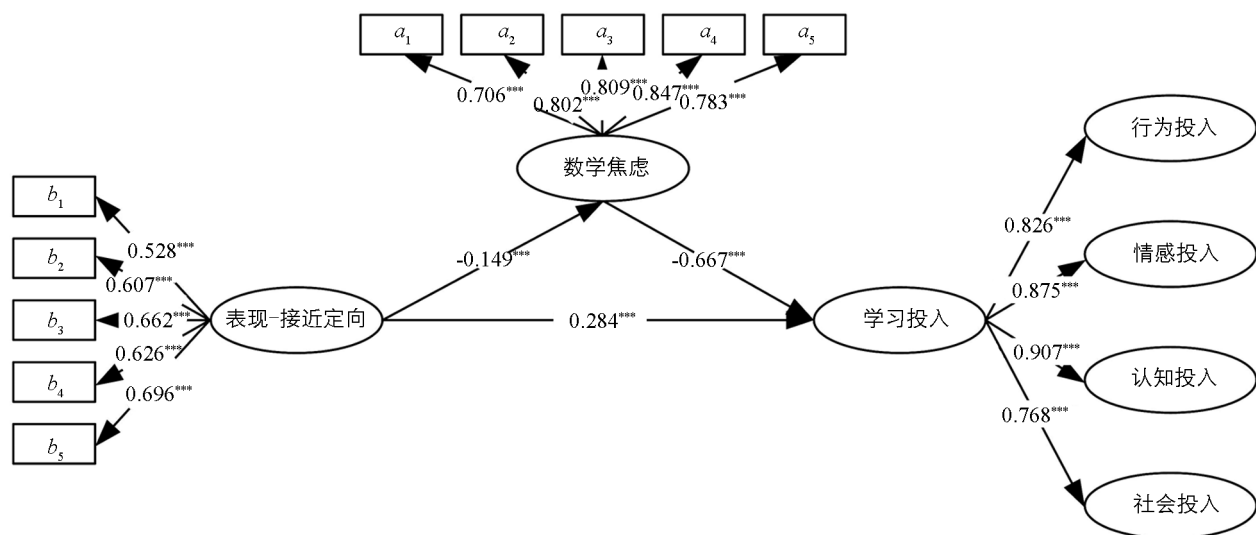 a1
a2
a3
a4
a5
0.706***
0.802***
0.809***
0.847***
0.783***
数学焦虑
行为投入
b1
b2
b3
b4
b5
0.528***
0.607***
0.662***
0.626***
0.696***
表现-接近定向
-0.149***
-0.667***
0.284***
学习投入
0.826***
0.875***
0.907***
0.768***
情感投入
认知投入
社会投入